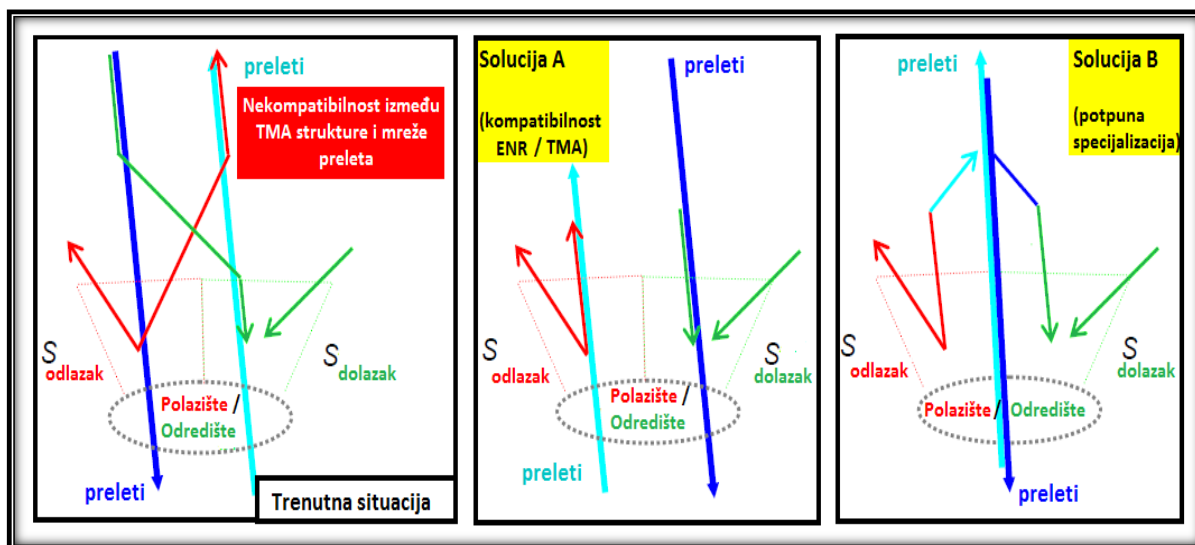 preleti
Nekompatibilnost između
TMA strukture i mreže
preleta
S odlazak
S dolazak
Polazište /
Odredište
preleti
Trenutna situacija
Solucija A
(kompatibilnost
ENR / TMA)
preleti
S odlazak
S dolazak
Polazište /
Odredište
preleti
preleti
Solucija B
(potpuna
specijalizacija)
S odlazak
S dolazak
Polazište / Odredište
preleti